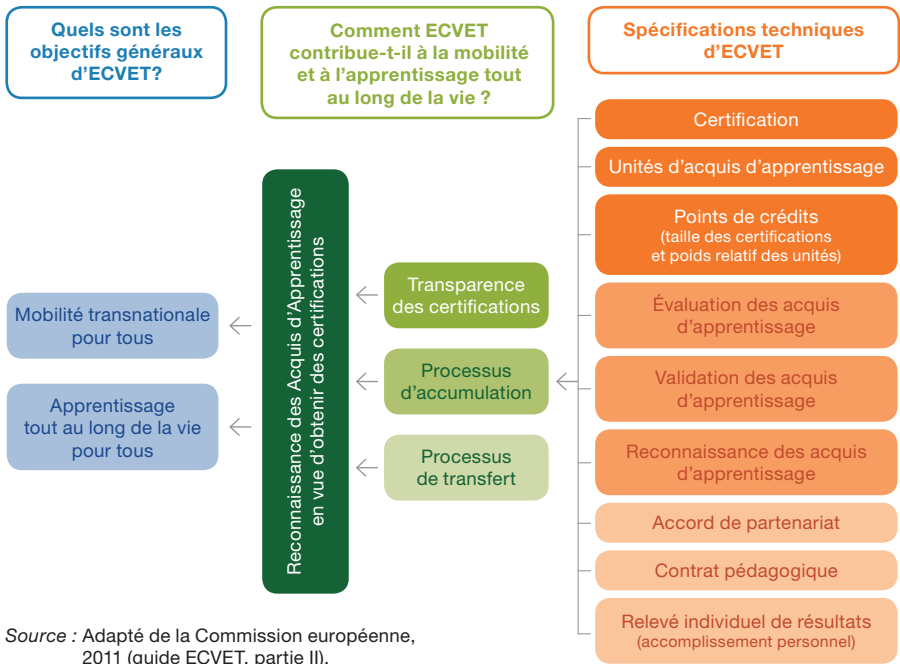 Quels sont les
objectifs généraux
d'ECVET?
Comment ECVET
contribue-t-il à la mobilité
et à l'apprentissage tout
au long de la vie ?
Spécifications techniques
d'ECVET
Mobilité transnationale
pour tous
Apprentissage
tout au long de la vie
pour tous
Reconnaissance des Acquis d'Apprentissage
en vue d'obtenir des certifications
Transparence
des certifications
Processus
d'accumulation
Processus
de transfert
Certification
Unités d'acquis d'apprentissage
Points de crédits
(taille des certifications
et poids relatif des unités)
Évaluation des acquis
d'apprentissage
Validation des acquis
d'apprentissage
Reconnaissance des acquis
d'apprentissage
Accord de partenariat
Contrat pédagogique
Relevé individuel de résultats
(accomplissement personnel)
Source : Adapté de la Commission européenne,
2011 (guide ECVET, partie II).